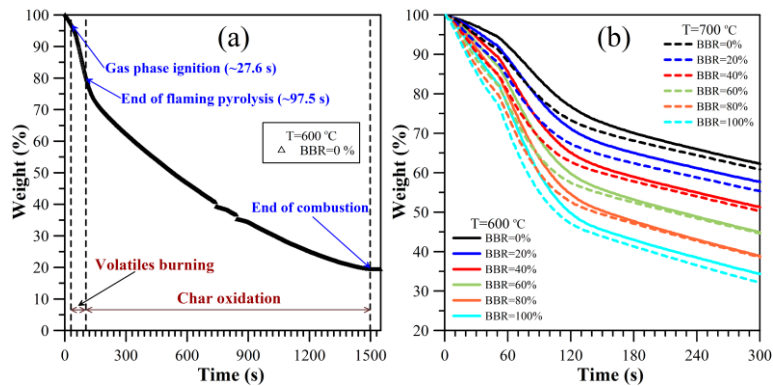 (a)
Gas phase ignition (~27.6 s)
End of flaming pyrolysis (~97.5 s)
T=600 °C
△ BBR=0 %
End of combustion
Volatiles burning
Char oxidation
Weight (%)
100
90
80
70
60
50
40
30
20
10
0
0 300 600 900 1200 1500
Time (s)
(b)
T=700 °C
BBR=0%
BBR=20%
BBR=40%
BBR=60%
BBR=80%
BBR=100%
T=600 °C
BBR=0%
BBR=20%
BBR=40%
BBR=60%
BBR=80%
BBR=100%
Weight (%)
100
90
80
70
60
50
40
30
20
0 60 120 180 240 300
Time (s)